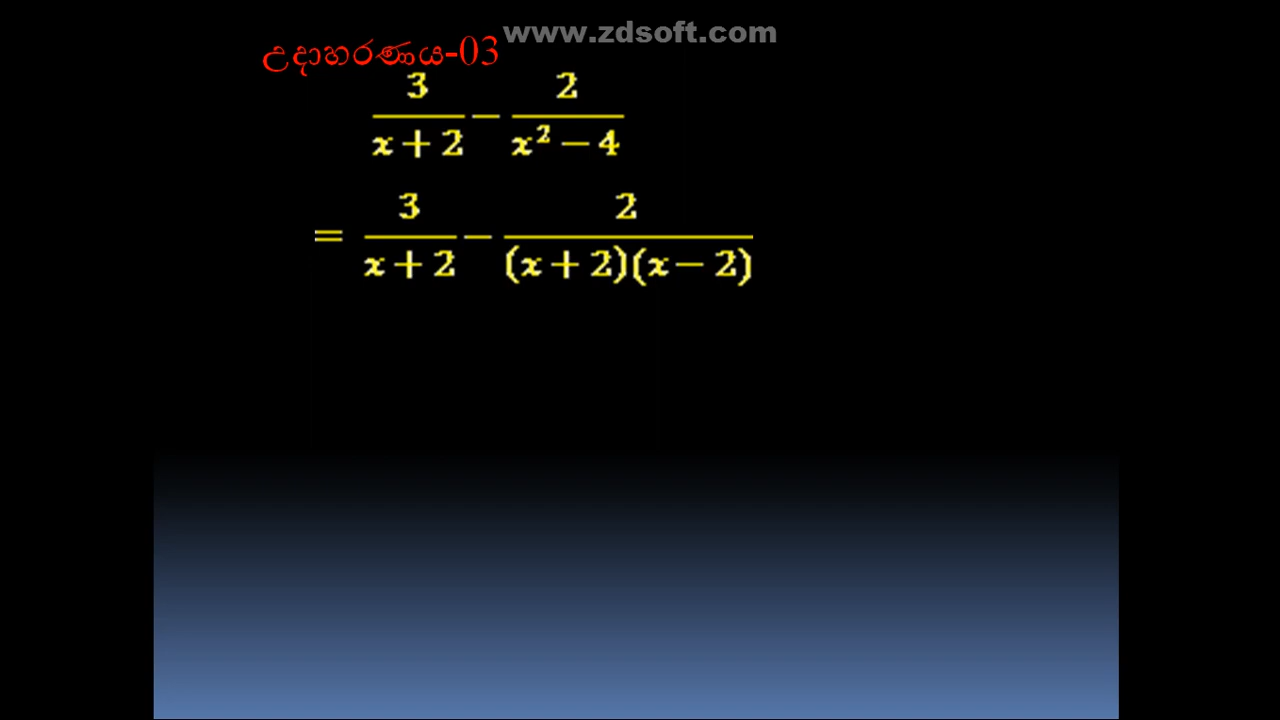 www.zdsoft.com
උදාහරණය-03
3/(x + 2) − 2/(x² − 4)
= 3/(x + 2) − 2/((x + 2)(x − 2))